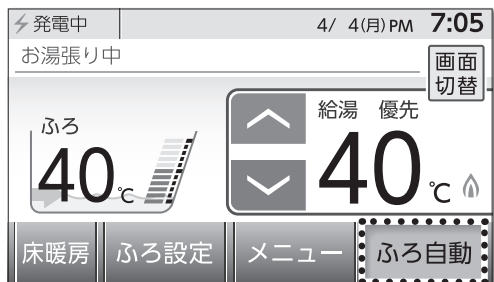 発電中 4/ 4(月)PM 7:05
お湯張り中
画面
切替
ふろ
40℃
給湯 優先
40℃
床暖房 ふろ設定 メニュー ふろ自動